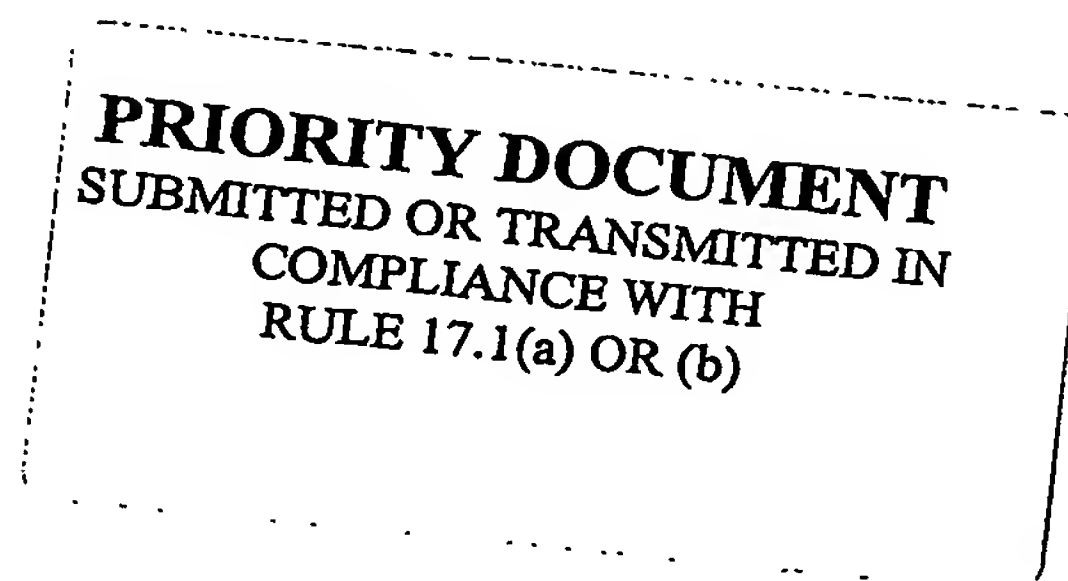 PRIORITY DOCUMENT
SUBMITTED OR TRANSMITTED IN
COMPLIANCE WITH
RULE 17.1(a) OR (b)